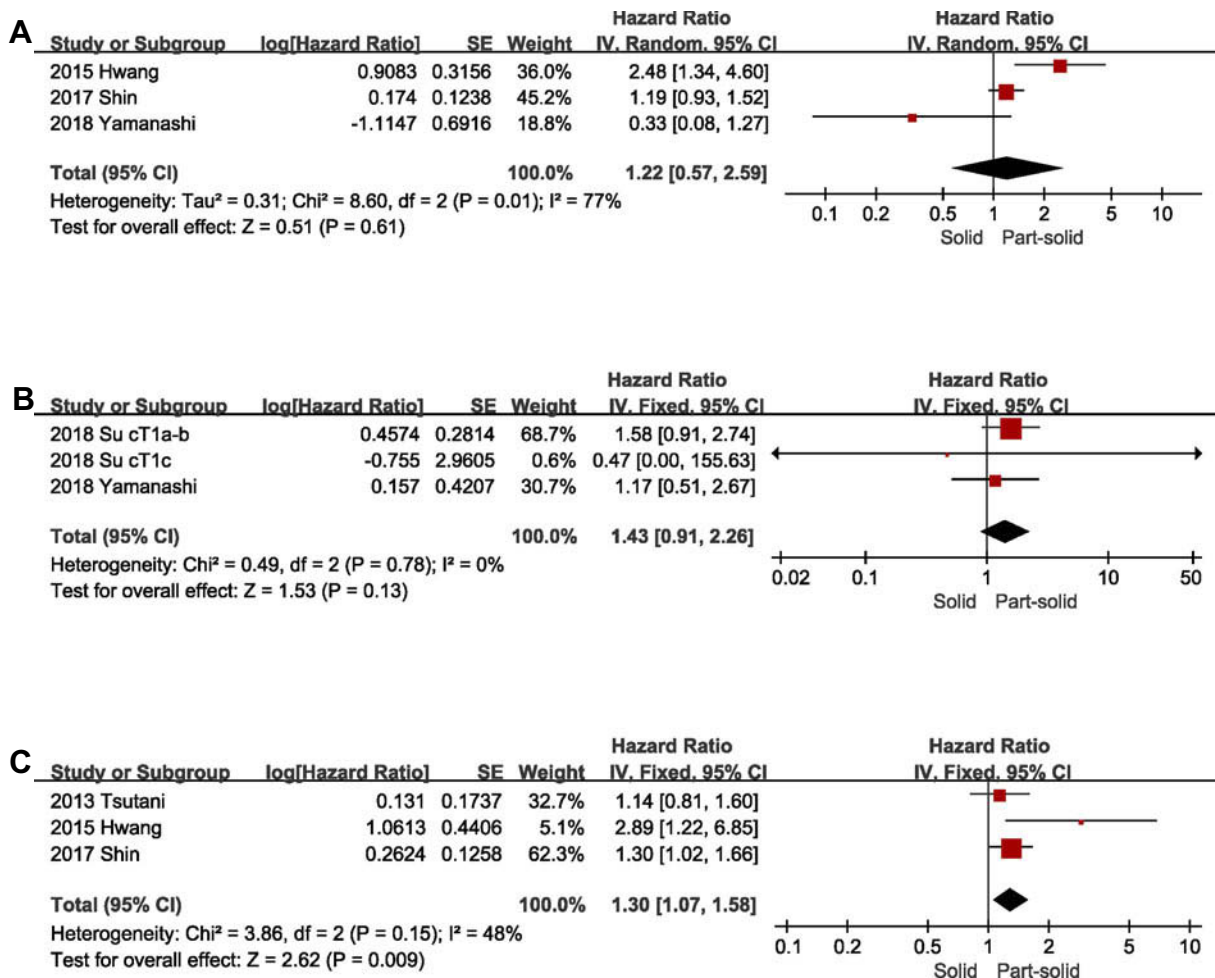 A
Hazard Ratio Hazard Ratio
Study or Subgroup log[Hazard Ratio] SE Weight IV, Random, 95% CI IV, Random, 95% CI
2015 Hwang 0.9083 0.3156 36.0% 2.48 [1.34, 4.60]
2017 Shin 0.174 0.1238 45.2% 1.19 [0.93, 1.52]
2018 Yamanashi -1.1147 0.6916 18.8% 0.33 [0.08, 1.27]
Total (95% CI) 100.0% 1.22 [0.57, 2.59]
Heterogeneity: Tau² = 0.31; Chi² = 8.60, df = 2 (P = 0.01); I² = 77%
Test for overall effect: Z = 0.51 (P = 0.61)
0.1 0.2 0.5 1 2 5 10
Solid Part-solid
B
Hazard Ratio Hazard Ratio
Study or Subgroup log[Hazard Ratio] SE Weight IV, Fixed, 95% CI IV, Fixed, 95% CI
2018 Su cT1a-b 0.4574 0.2814 68.7% 1.58 [0.91, 2.74]
2018 Su cT1c -0.755 2.9605 0.6% 0.47 [0.00, 155.63]
2018 Yamanashi 0.157 0.4207 30.7% 1.17 [0.51, 2.67]
Total (95% CI) 100.0% 1.43 [0.91, 2.26]
Heterogeneity: Chi² = 0.49, df = 2 (P = 0.78); I² = 0%
Test for overall effect: Z = 1.53 (P = 0.13)
0.02 0.1 1 10 50
Solid Part-solid
C
Hazard Ratio Hazard Ratio
Study or Subgroup log[Hazard Ratio] SE Weight IV, Fixed, 95% CI IV, Fixed, 95% CI
2013 Tsutani 0.131 0.1737 32.7% 1.14 [0.81, 1.60]
2015 Hwang 1.0613 0.4406 5.1% 2.89 [1.22, 6.85]
2017 Shin 0.2624 0.1258 62.3% 1.30 [1.02, 1.66]
Total (95% CI) 100.0% 1.30 [1.07, 1.58]
Heterogeneity: Chi² = 3.86, df = 2 (P = 0.15); I² = 48%
Test for overall effect: Z = 2.62 (P = 0.009)
0.1 0.2 0.5 1 2 5 10
Solid Part-solid